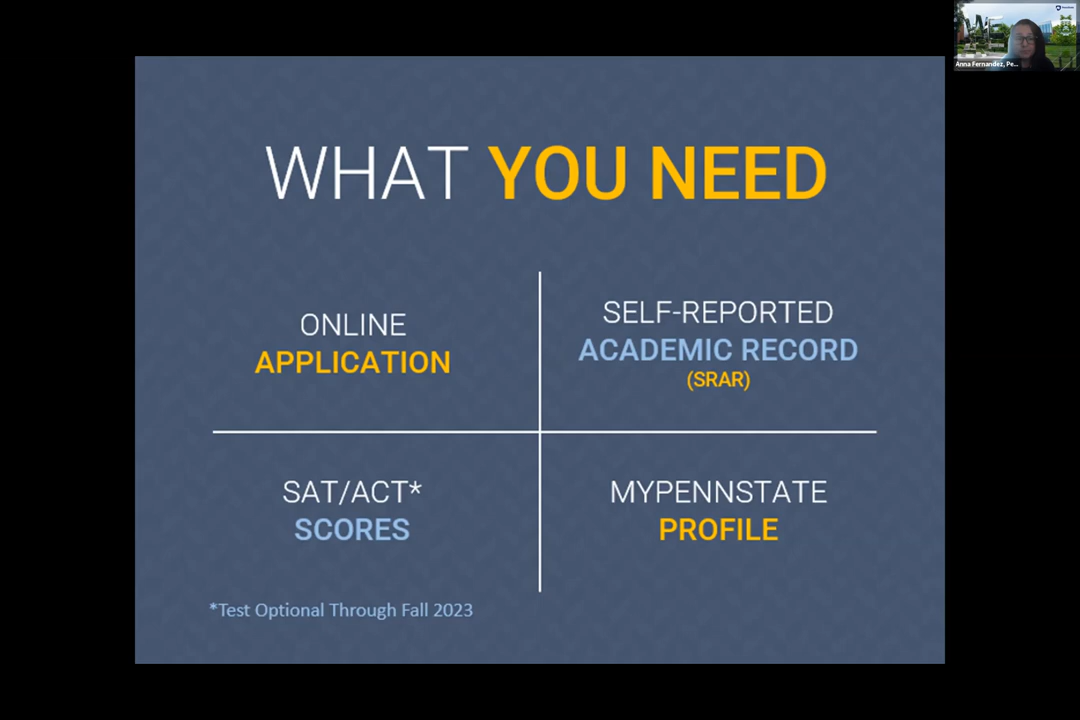 WHAT YOU NEED
ONLINE
APPLICATION
SELF-REPORTED
ACADEMIC RECORD
(SRAR)
SAT/ACT*
SCORES
MYPENNSTATE
PROFILE
*Test Optional Through Fall 2023
Anna Fernandez, Pe...